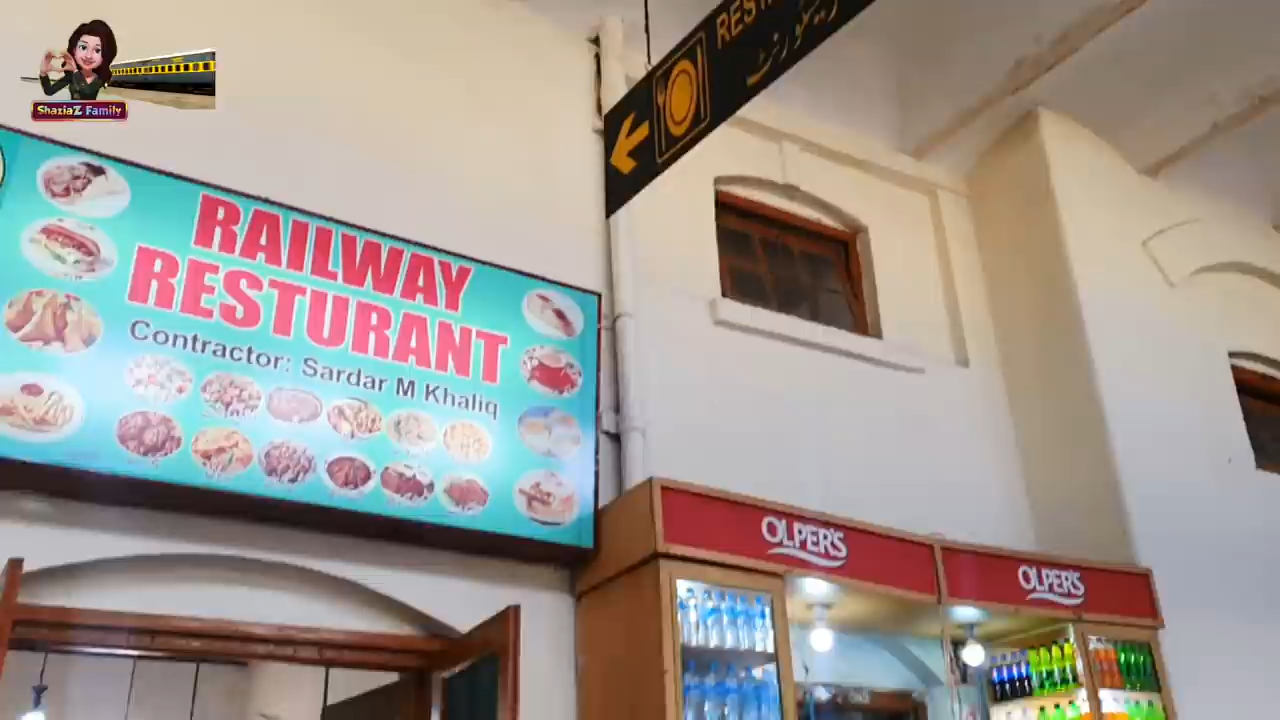 ShaziaZ Family
RAILWAY
RESTURANT
Contractor: Sardar M Khaliq
OLPER'S
OLPER'S